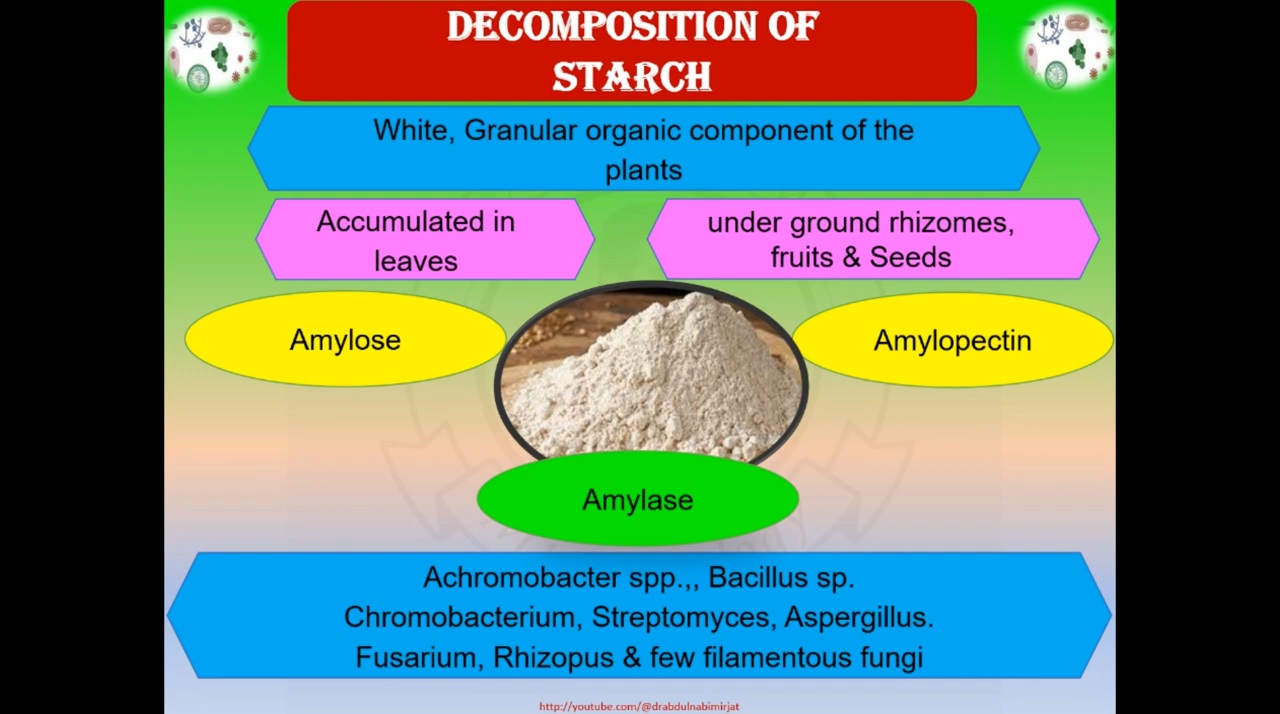 DECOMPOSITION OF
STARCH
White, Granular organic component of the
plants
Accumulated in
leaves
under ground rhizomes,
fruits & Seeds
Amylose
Amylopectin
Amylase
Achromobacter spp.,, Bacillus sp.
Chromobacterium, Streptomyces, Aspergillus.
Fusarium, Rhizopus & few filamentous fungi
http://youtube.com/@drabdulnabimirjat